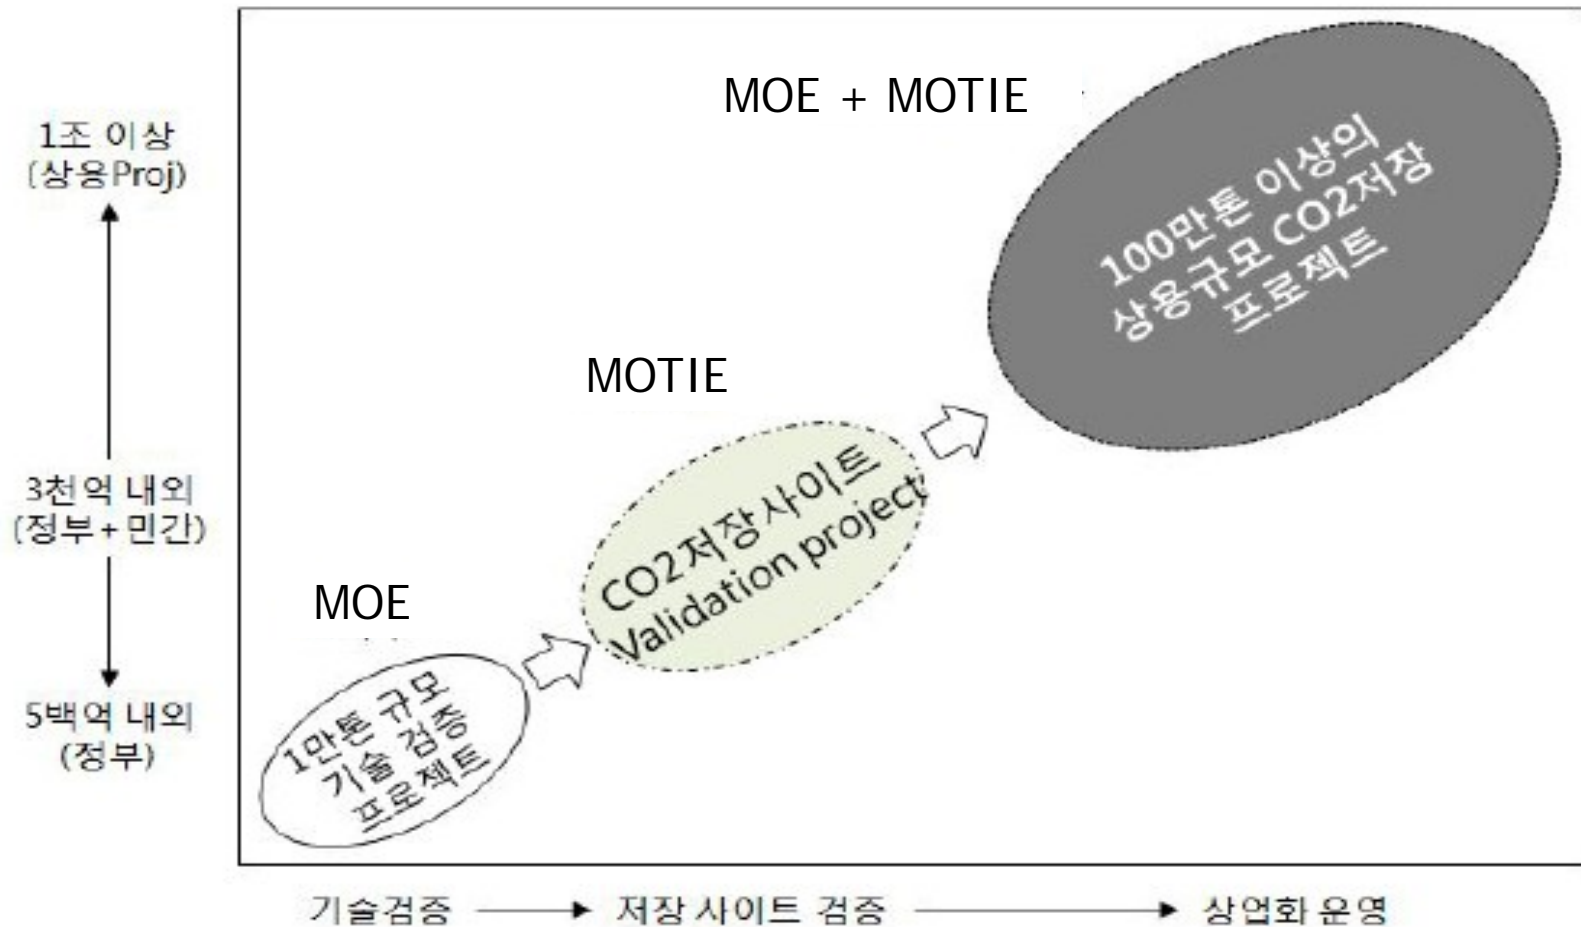 MOE + MOTIE
1조 이상
(상용Proj)
100만톤 이상의
상용규모 CO2저장
프로젝트
MOTIE
3천억 내외
(정부+민간)
CO2저장사이트
Validation project
MOE
5백억 내외
(정부)
1만톤 규모
기술 검증
프로젝트
기술검증
저장 사이트 검증
상업화 운영